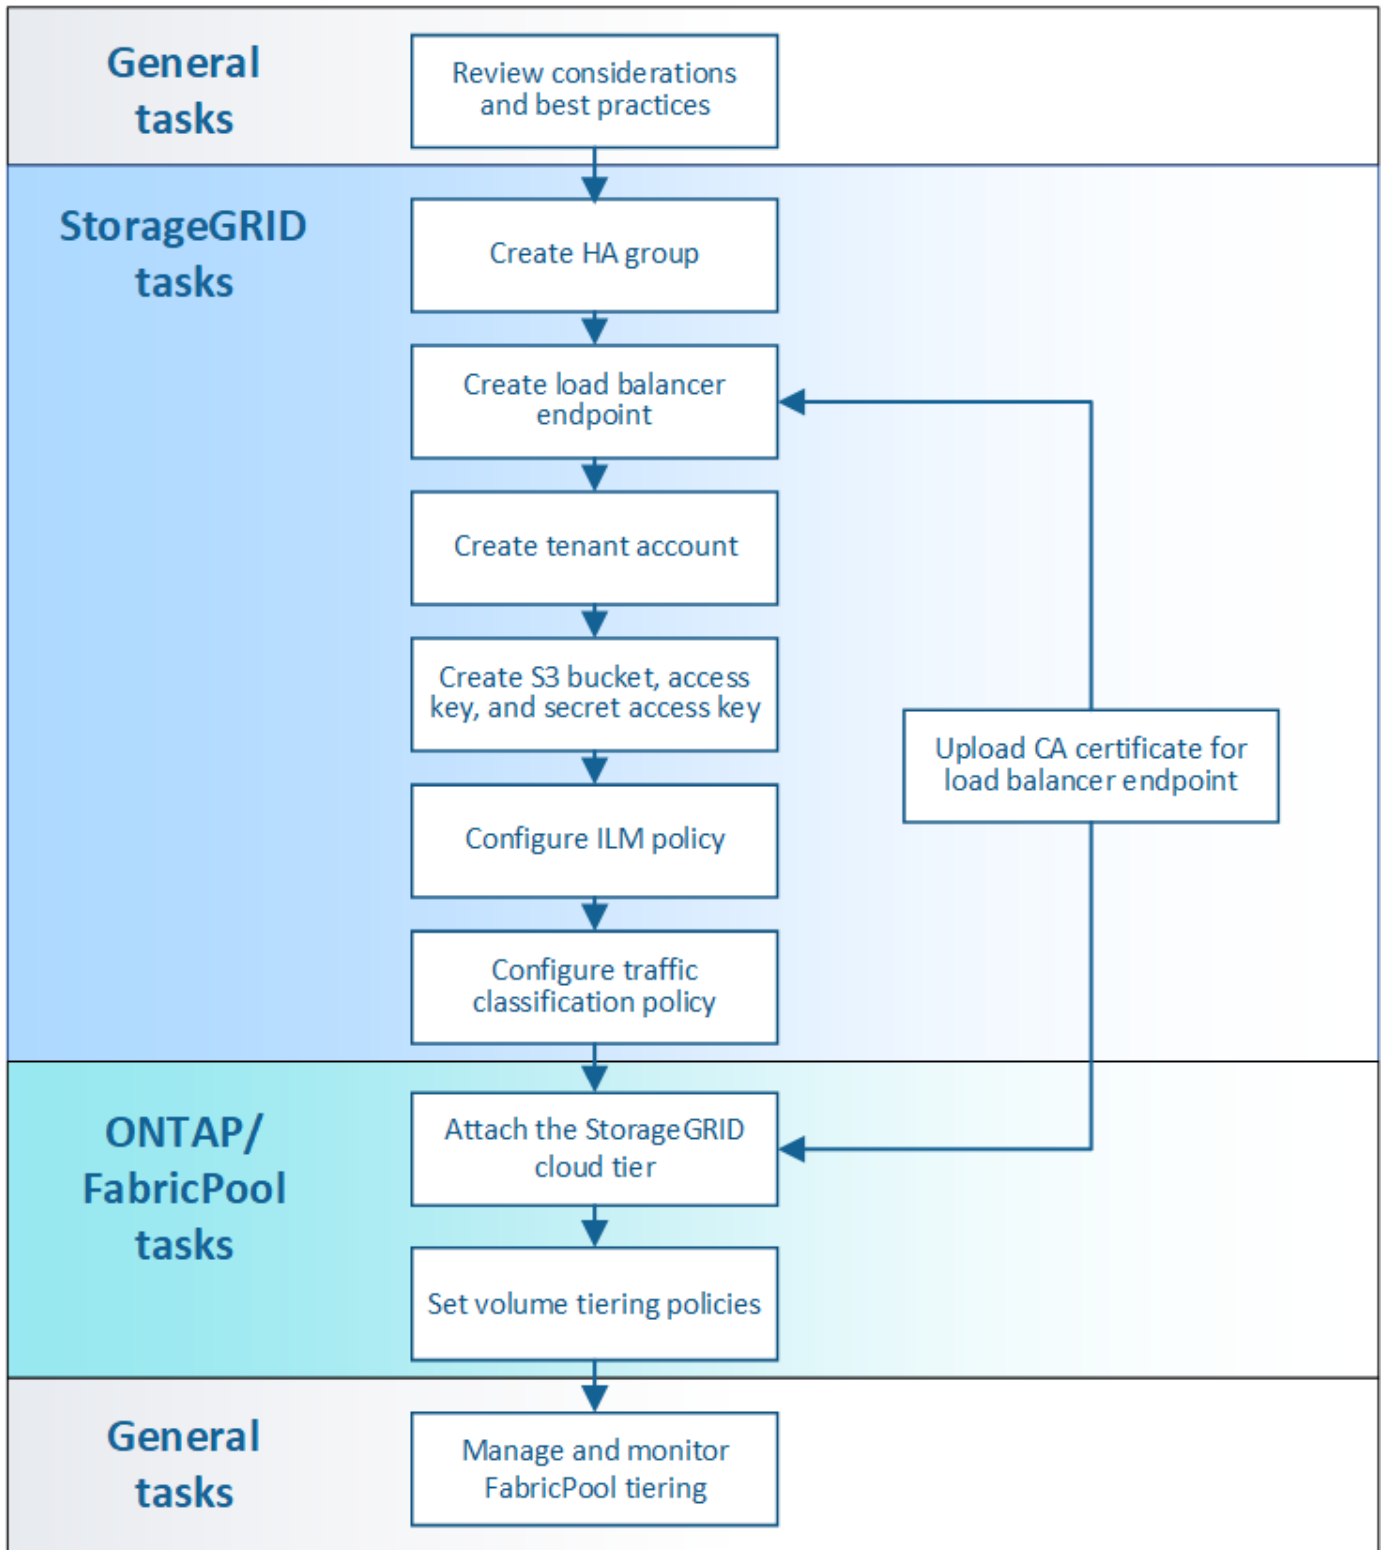 General
tasks
Review considerations
and best practices
StorageGRID
tasks
Create HA group
Create load balancer
endpoint
Create tenant account
Create S3 bucket, access
key, and secret access key
Upload CA certificate for
load balancer endpoint
Configure ILM policy
Configure traffic
classification policy
ONTAP/
FabricPool
tasks
Attach the StorageGRID
cloud tier
Set volume tiering policies
General
tasks
Manage and monitor
FabricPool tiering